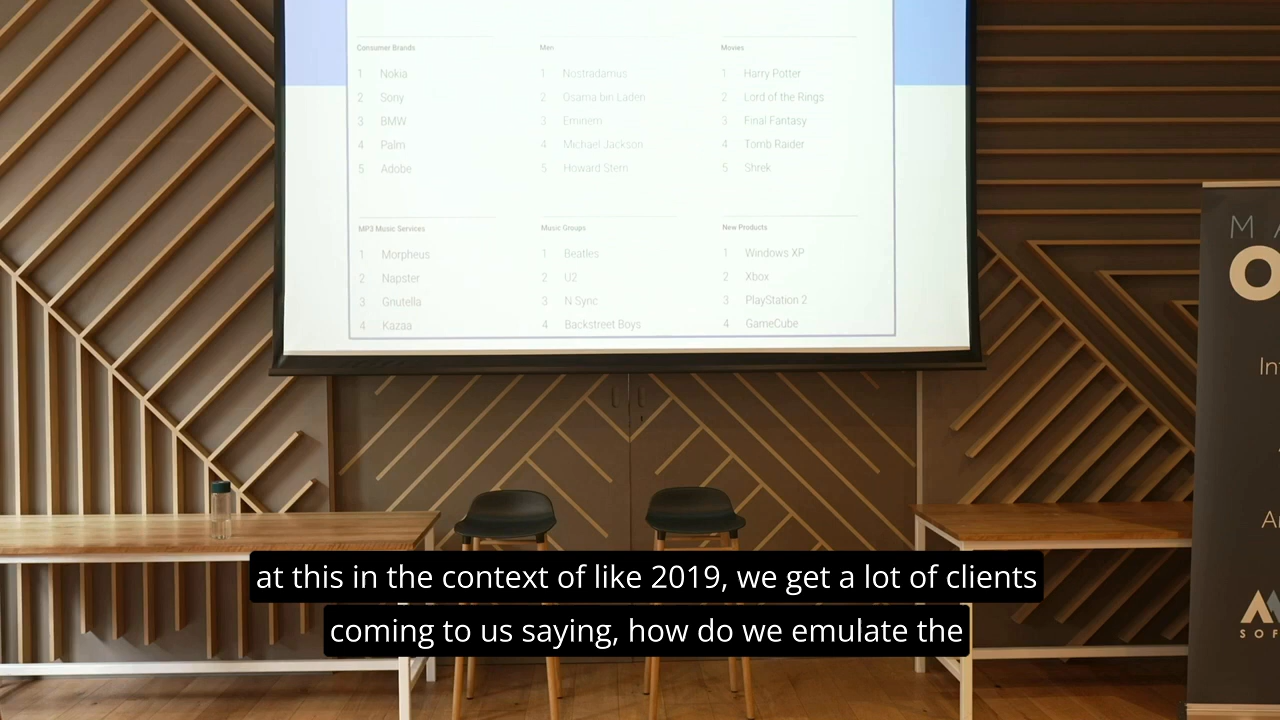 Consumer Brands
1 Nokia
2 Sony
3 BMW
4 Palm
5 Adobe
Men
1 Nostradamus
2 Osama bin Laden
3 Eminem
4 Michael Jackson
5 Howard Stern
Movies
1 Harry Potter
2 Lord of the Rings
3 Final Fantasy
4 Tomb Raider
5 Shrek
MP3 Music Services
1 Morpheus
2 Napster
3 Gnutella
4 Kazaa
Music Groups
1 Beatles
2 U2
3 N Sync
4 Backstreet Boys
New Products
1 Windows XP
2 Xbox
3 PlayStation 2
4 GameCube
at this in the context of like 2019, we get a lot of clients
coming to us saying, how do we emulate the